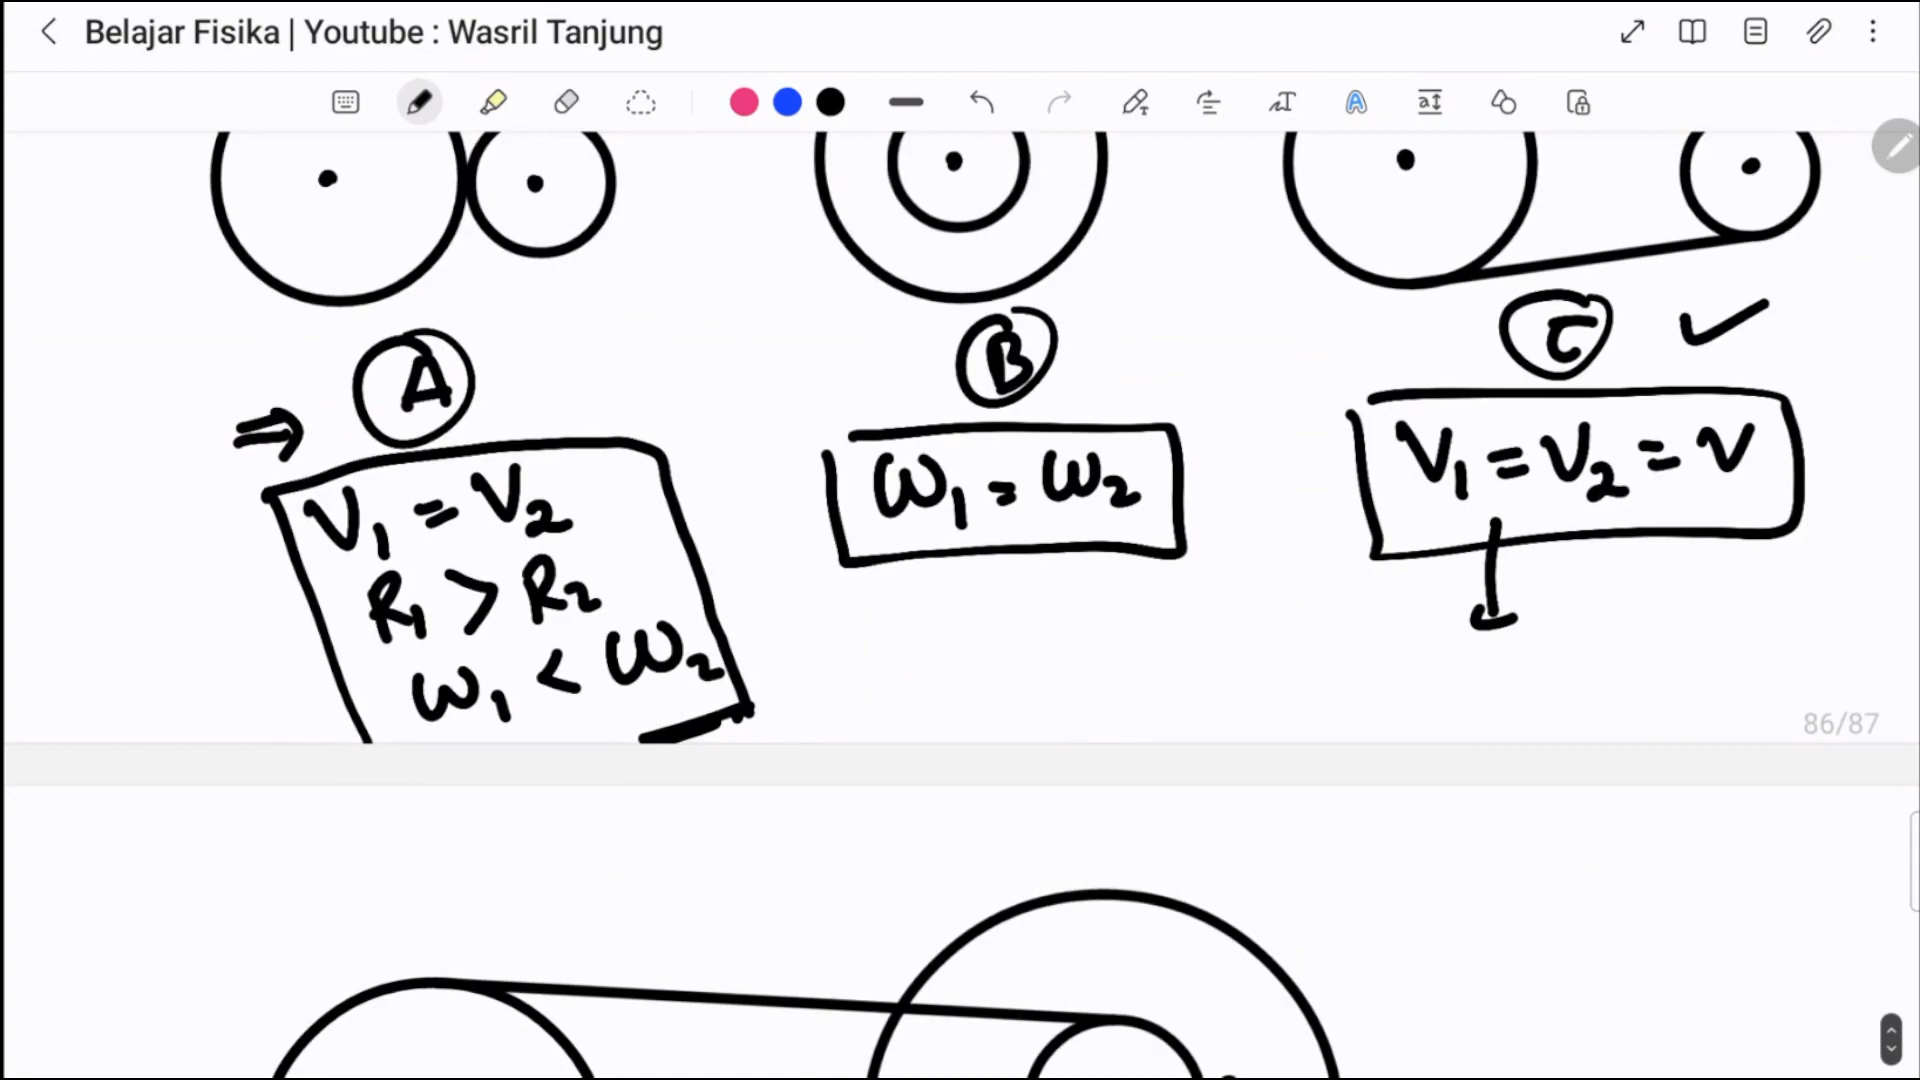 Belajar Fisika | Youtube : Wasril Tanjung
A
B
C
⇒
V₁ = V₂
R₁ > R₂
ω₁ < ω₂
ω₁ = ω₂
V₁ = V₂ = V
86/87